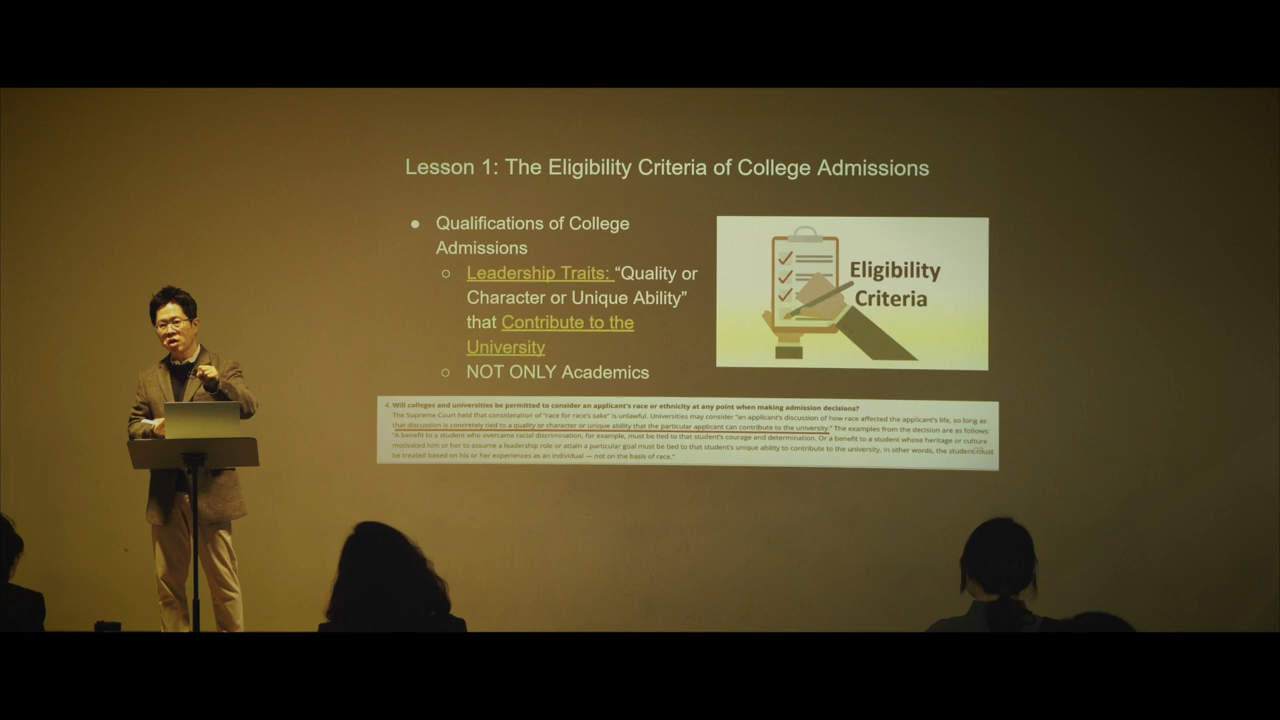 Lesson 1: The Eligibility Criteria of College Admissions
● Qualifications of College
Admissions
○ Leadership Traits: “Quality or
Character or Unique Ability”
that Contribute to the
University
○ NOT ONLY Academics
Eligibility
Criteria
4. Will colleges and universities be permitted to consider an applicant's race or ethnicity at any point when making admission decisions?
The Supreme Court held that consideration of "race for race's sake" is unlawful. Universities may consider "an applicant's discussion of how race affected the applicant's life, so long as
that discussion is concretely tied to a quality or character or unique ability that the particular applicant can contribute to the university." The examples from the decision are as follows:
"A benefit to a student who overcame racial discrimination, for example, must be tied to that student's courage and determination. Or a benefit to a student whose heritage or culture
motivated him or her to assume a leadership role or attain a particular goal must be tied to that student's unique ability to contribute to the university. In other words, the student must
be treated based on his or her experiences as an individual — not on the basis of race."